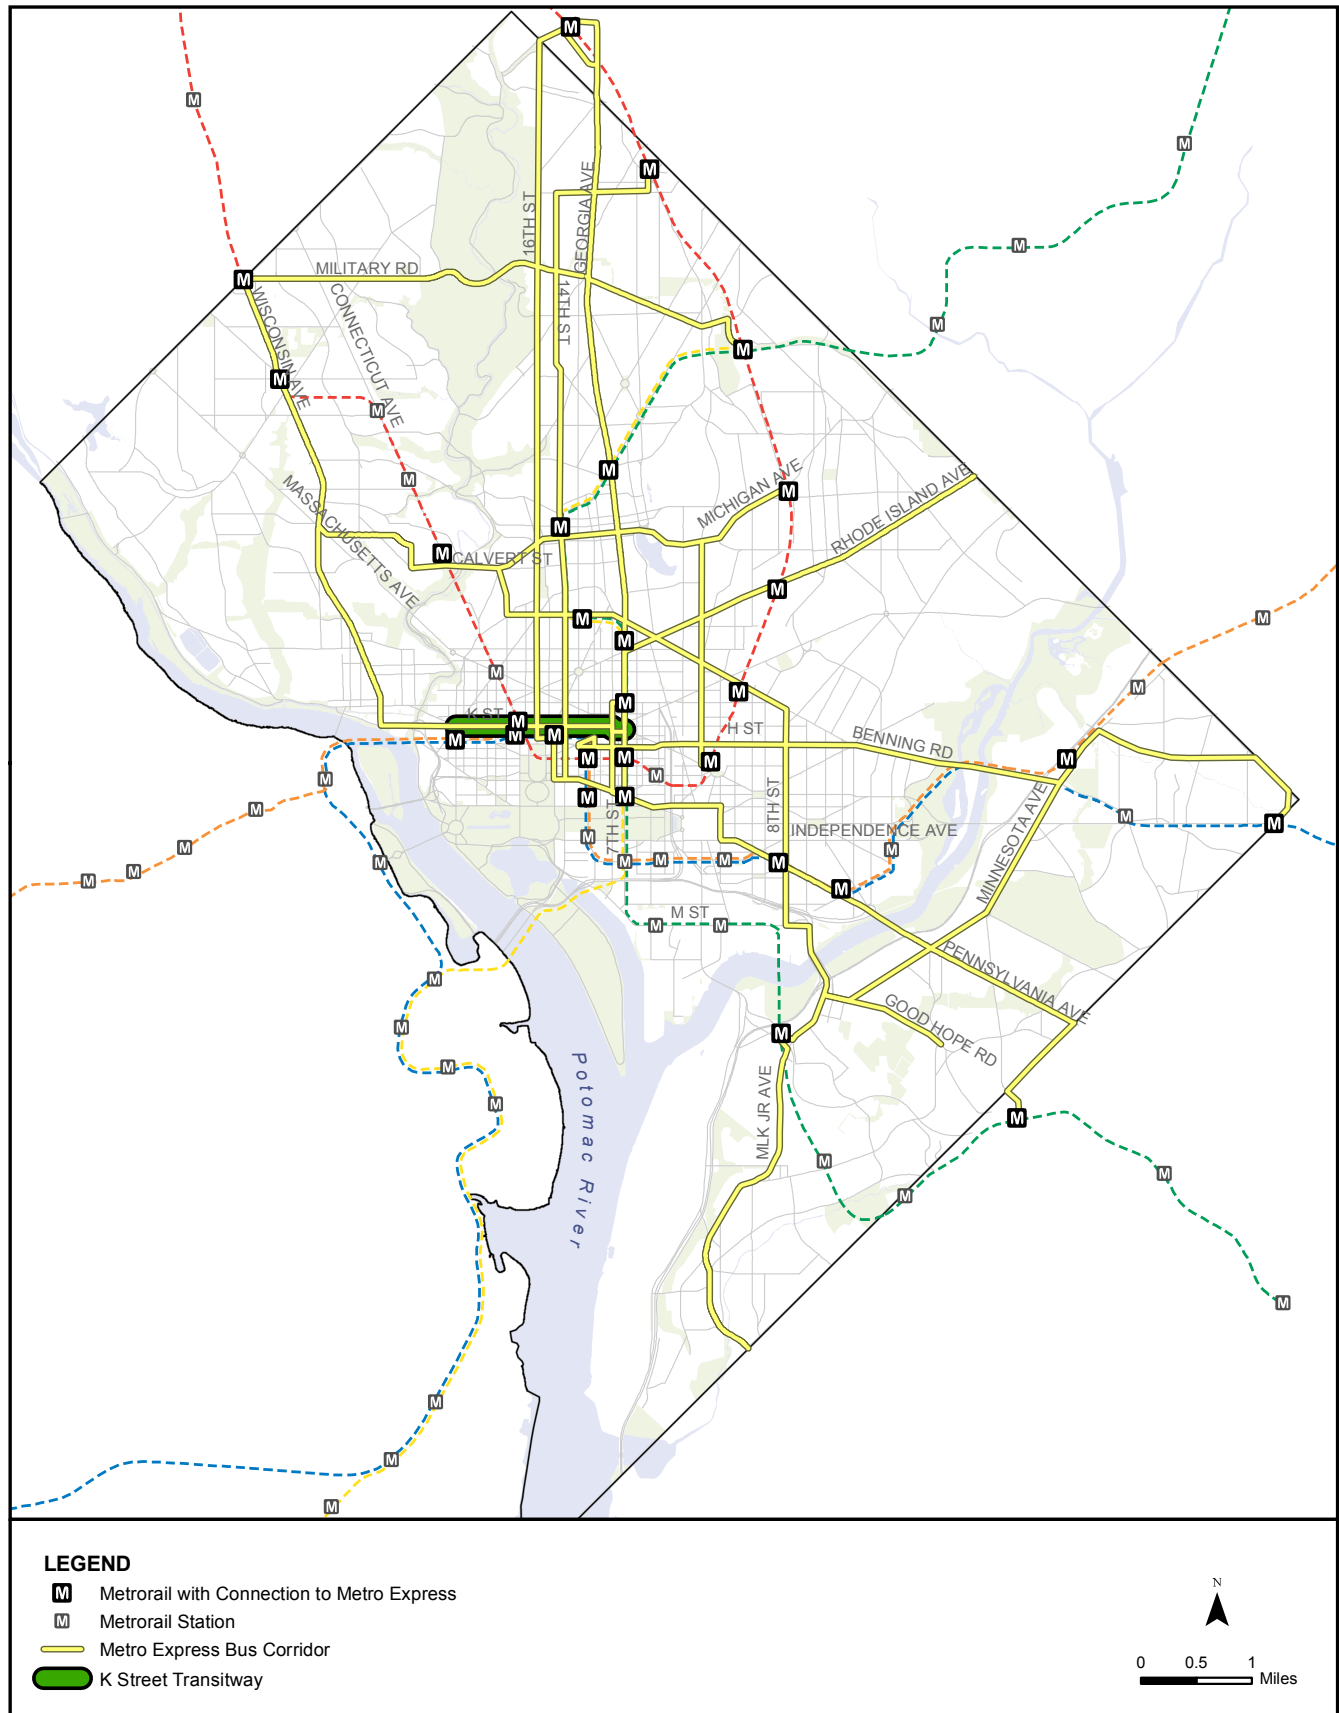 16TH ST
GEORGIA AVE
MILITARY RD
14TH ST
WISCONSIN AVE
CONNECTICUT AVE
MICHIGAN AVE
RHODE ISLAND AVE
MASSACHUSETTS AVE
CALVERT ST
K ST
H ST
BENNING RD
8TH ST
7TH ST
INDEPENDENCE AVE
MINNESOTA AVE
M ST
PENNSYLVANIA AVE
GOOD HOPE RD
MLK JR AVE
Potomac River
LEGEND
M Metrorail with Connection to Metro Express
M Metrorail Station
Metro Express Bus Corridor
K Street Transitway
N
0 0.5 1
Miles